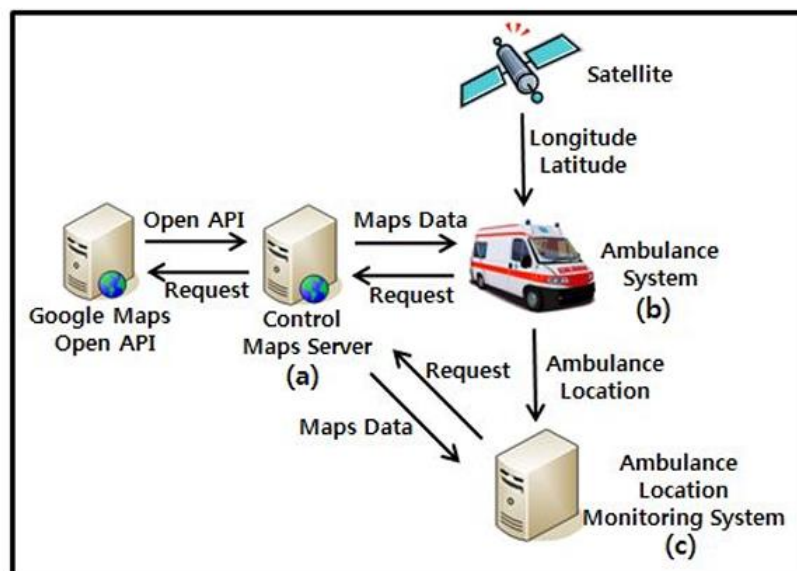 Satellite
Longitude
Latitude
Open API
Maps Data
Request
Request
Google Maps
Open API
Control
Maps Server
(a)
Ambulance
System
(b)
Request
Maps Data
Ambulance
Location
Ambulance
Location
Monitoring System
(c)